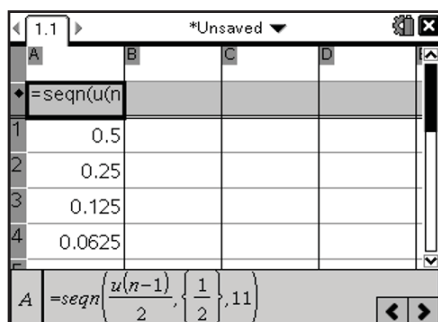 1.1 *Unsaved
A B C D
=seqn(u(n
1 0.5
2 0.25
3 0.125
4 0.0625
A =seqn(u(n−1)/2,{1/2},11)